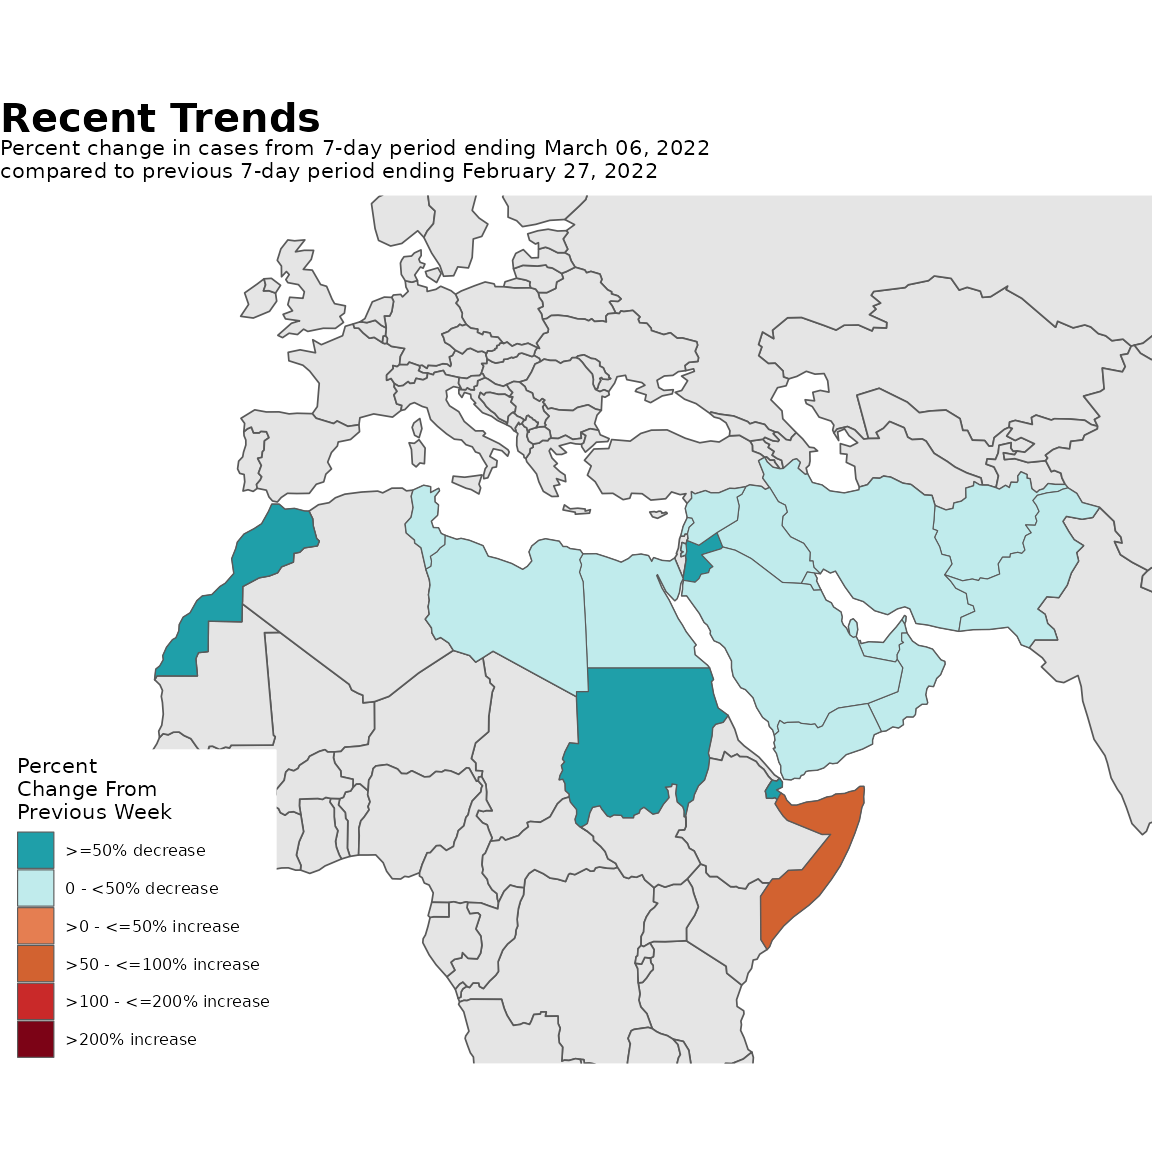 Recent Trends
Percent change in cases from 7-day period ending March 06, 2022
compared to previous 7-day period ending February 27, 2022
Percent
Change From
Previous Week
>=50% decrease
0 - <50% decrease
>0 - <=50% increase
>50 - <=100% increase
>100 - <=200% increase
>200% increase